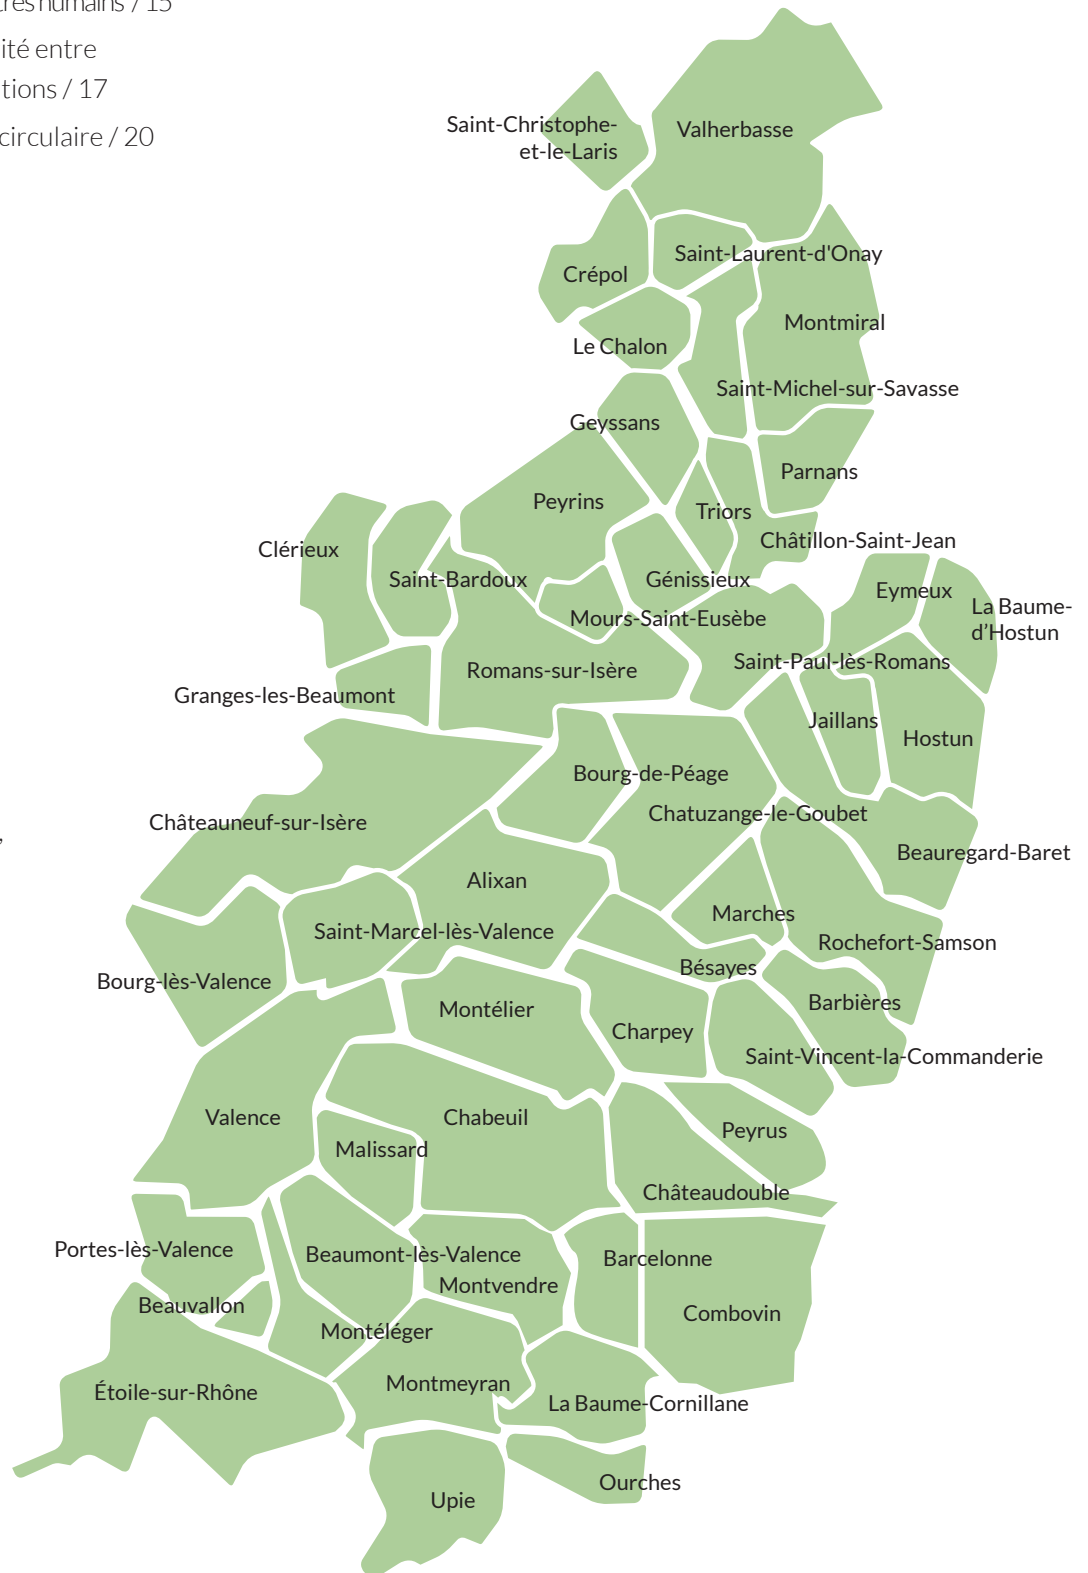 tres humains / 15
ité entre
tions / 17
circulaire / 20
Saint-Christophe-
et-le-Laris
Valherbasse
Saint-Laurent-d'Onay
Crépol
Montmiral
Le Chalon
Saint-Michel-sur-Savasse
Geyssans
Parnans
Peyrins
Triors
Châtillon-Saint-Jean
Clérieux
Saint-Bardoux
Génissieux
Eymeux
La Baume-
d’Hostun
Mours-Saint-Eusèbe
Saint-Paul-lès-Romans
Romans-sur-Isère
Granges-les-Beaumont
Jaillans
Hostun
Bourg-de-Péage
Chatuzange-le-Goubet
Châteauneuf-sur-Isère
,
Beauregard-Baret
Alixan
Marches
Saint-Marcel-lès-Valence
Rochefort-Samson
Bésayes
Bourg-lès-Valence
Barbières
Montélier
Charpey
Saint-Vincent-la-Commanderie
Valence
Chabeuil
Peyrus
Malissard
Châteaudouble
Portes-lès-Valence
Beaumont-lès-Valence
Barcelonne
Montvendre
Beauvallon
Combovin
Montéléger
Montmeyran
Étoile-sur-Rhône
La Baume-Cornillane
Ourches
Upie